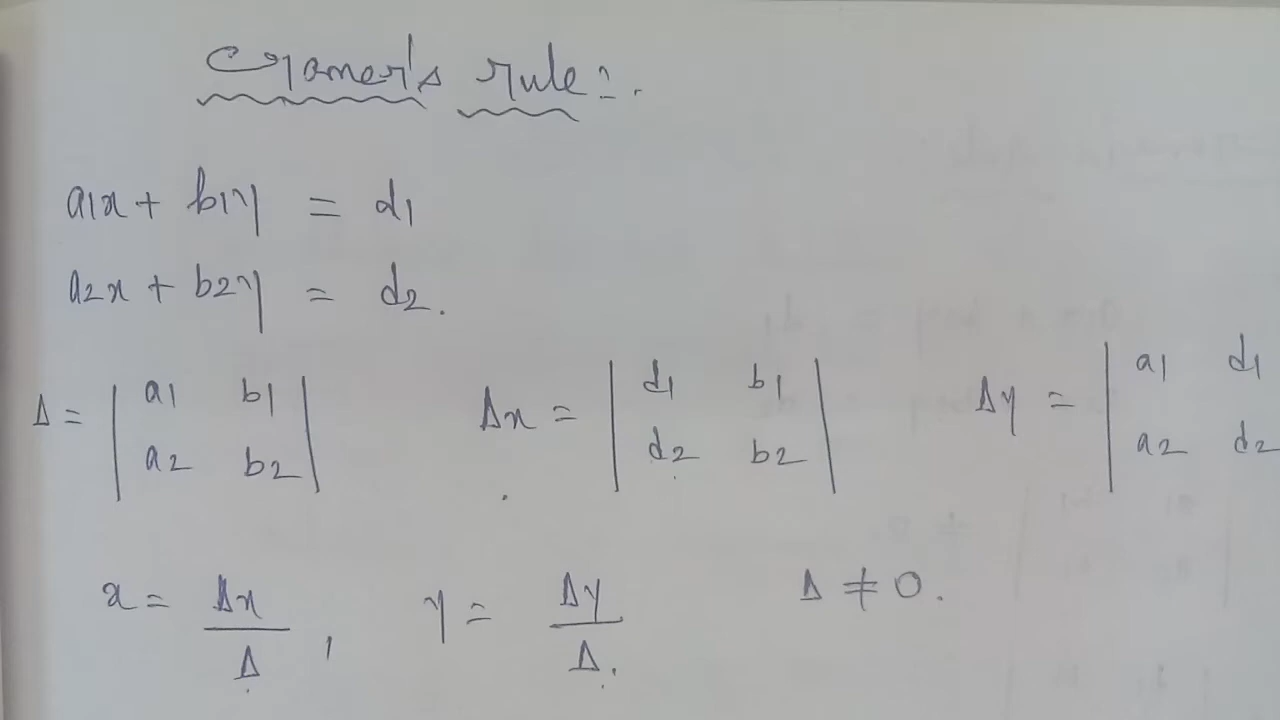 Cramer's rule:-
a1x + b1y = d1
a2x + b2y = d2.
Δ = | a1 b1 | Δx = | d1 b1 | Δy = | a1 d1
| a2 b2 | | d2 b2 | | a2 d2
x = Δx/Δ , y = Δy/Δ. Δ ≠ 0.